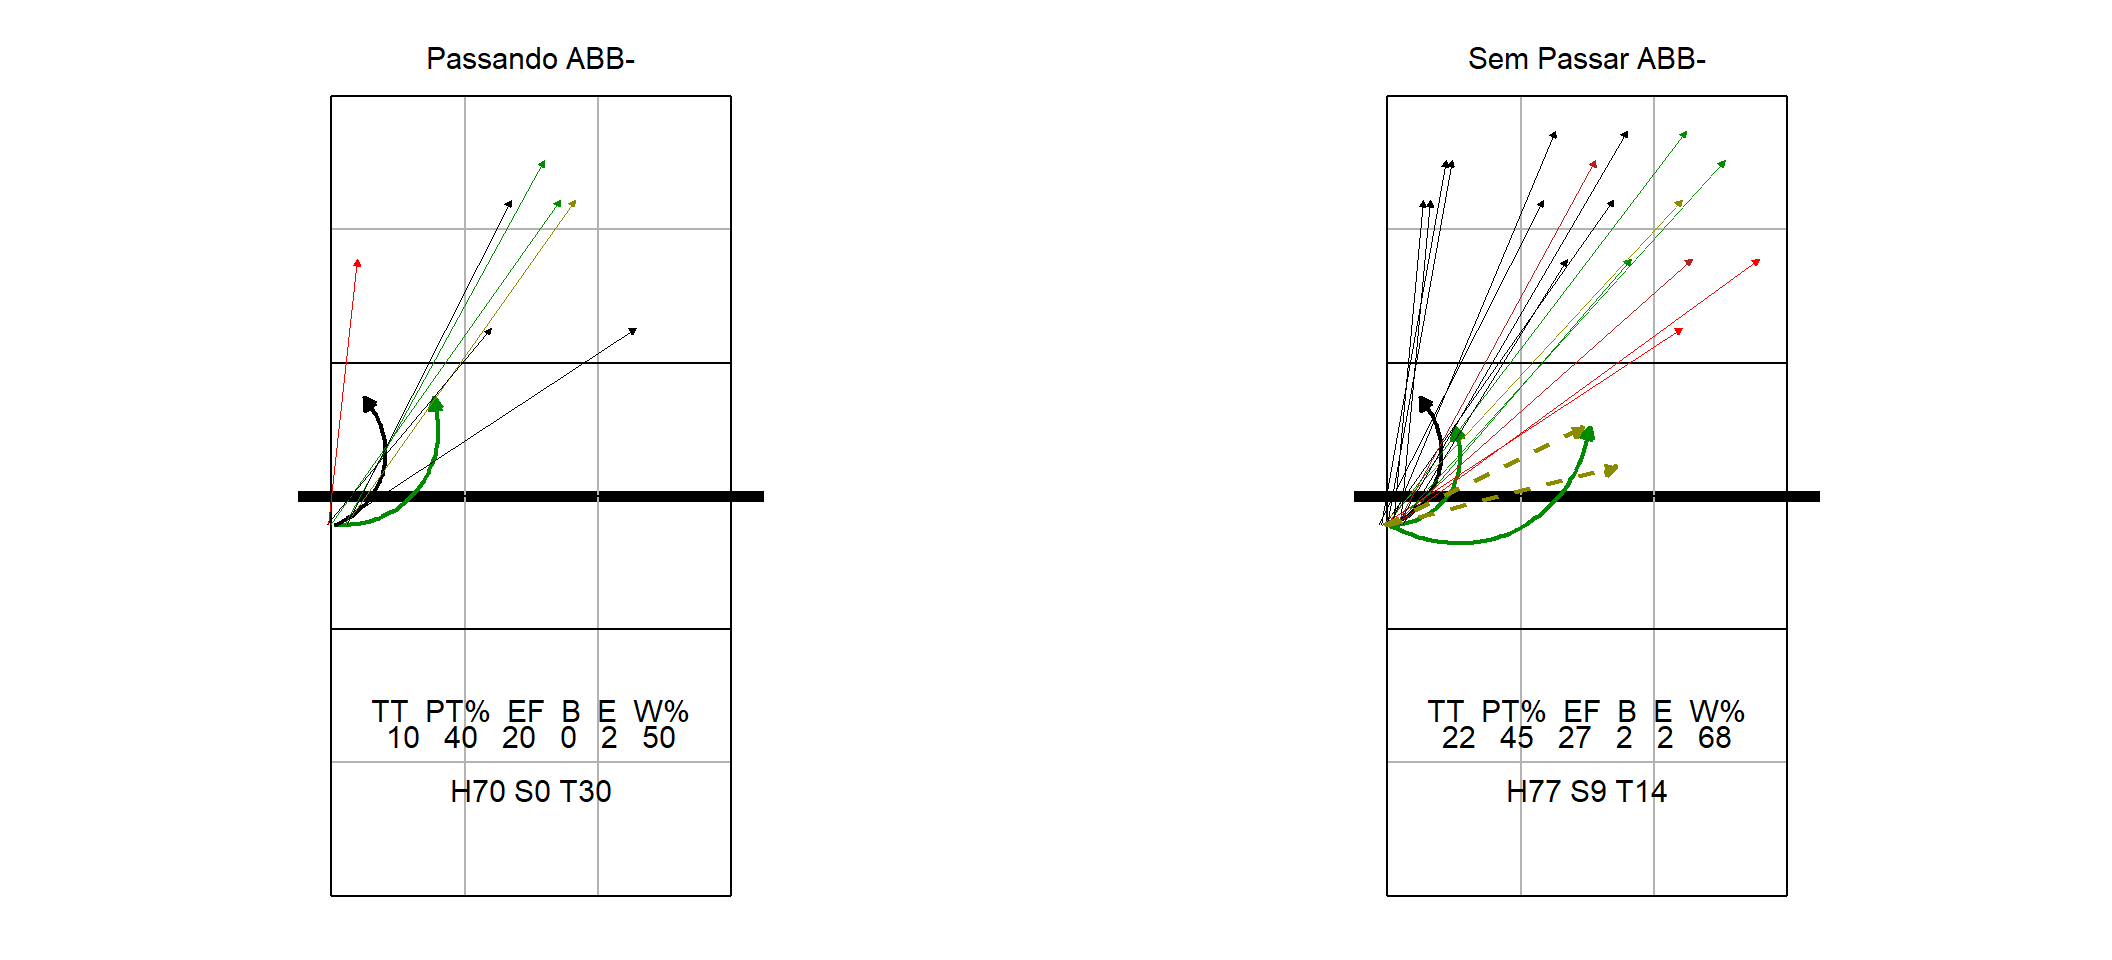 Passando ABB-
TT PT% EF B E W%
10 40 20 0 2 50
H70 S0 T30
Sem Passar ABB-
TT PT% EF B E W%
22 45 27 2 2 68
H77 S9 T14